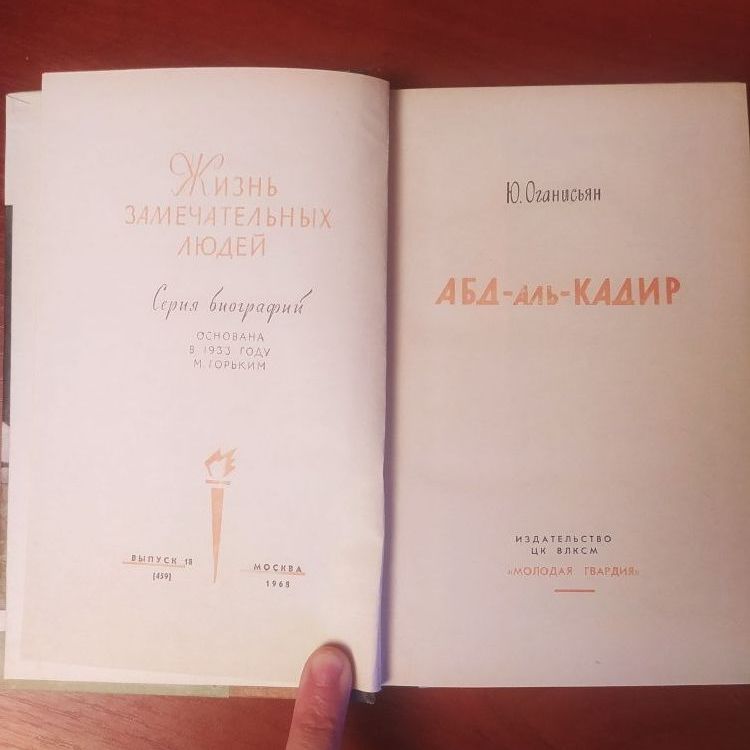 Жизнь
ЗАМЕЧАТЕЛЬНЫХ
ЛЮДЕЙ
Серия биографий
ОСНОВАНА
В 1933 ГОДУ
М. ГОРЬКИМ
ВЫПУСК 18
[459]
МОСКВА
1968
Ю. Оганисьян
АБД-аль-КАДИР
ИЗДАТЕЛЬСТВО
ЦК ВЛКСМ
«МОЛОДАЯ ГВАРДИЯ»